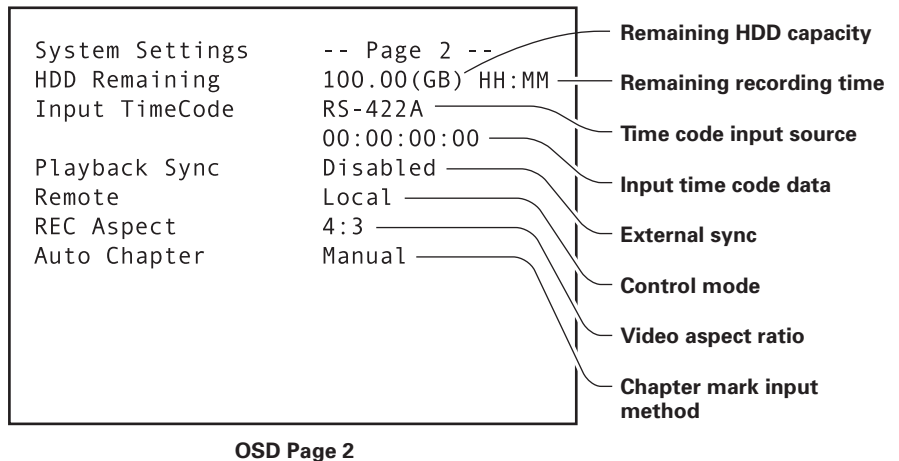 System Settings -- Page 2 --
HDD Remaining 100.00(GB) HH:MM
Input TimeCode RS-422A
00:00:00:00
Playback Sync Disabled
Remote Local
REC Aspect 4:3
Auto Chapter Manual
Remaining HDD capacity
Remaining recording time
Time code input source
Input time code data
External sync
Control mode
Video aspect ratio
Chapter mark input
method
OSD Page 2